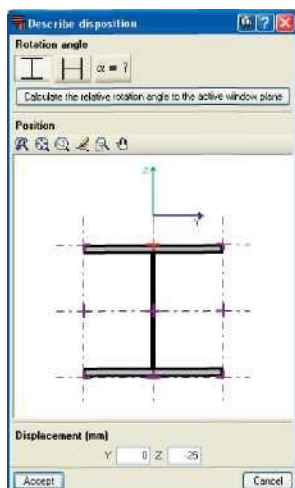 Describe disposition
Rotation angle
α = ?
Calculate the relative rotation angle to the active window plane
Position
Z
Y
Displacement (mm)
Y 0 Z -25
Accept Cancel